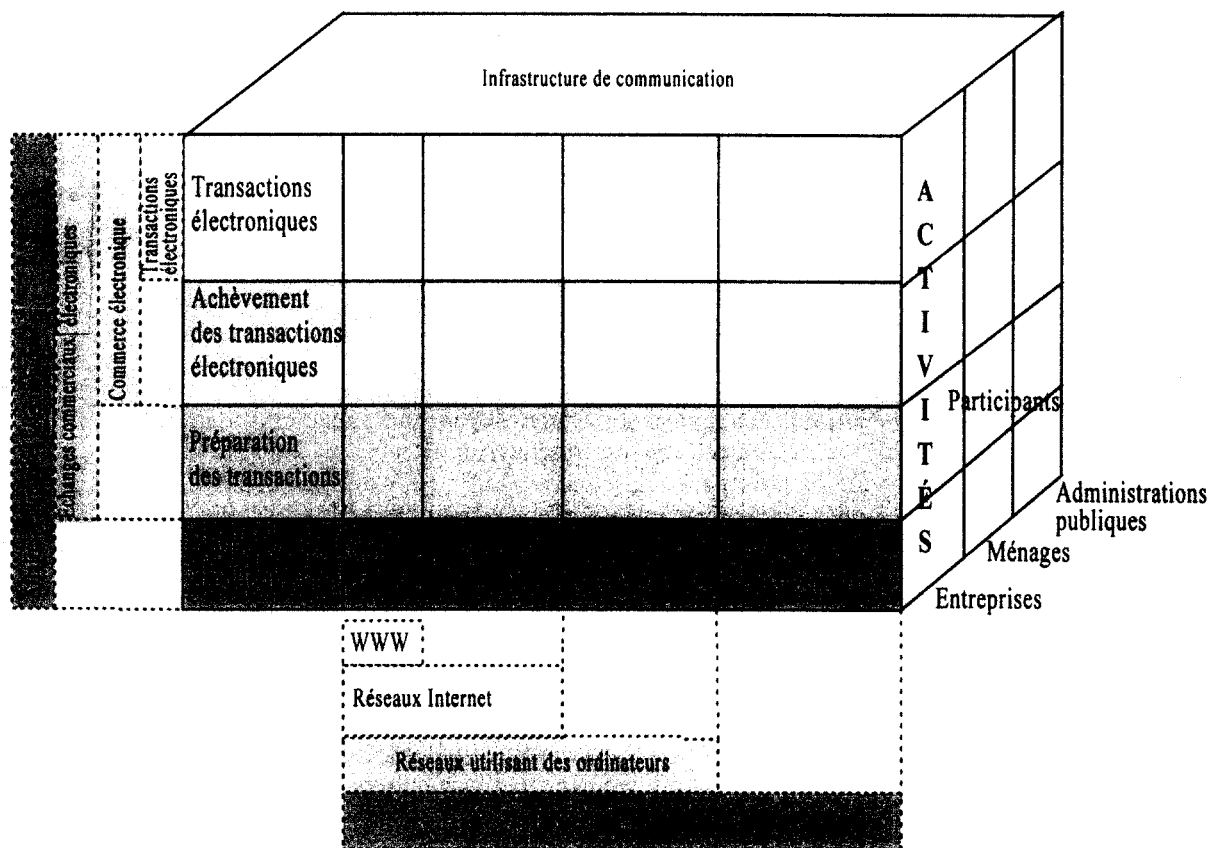 Infrastructure de communication
Échanges commerciaux électroniques
Commerce électronique
Transactions
électroniques
Transactions
électroniques
Achèvement
des transactions
électroniques
Préparation
des transactions
ACTIVITÉS
Participants
Administrations
publiques
Ménages
Entreprises
WWW
Réseaux Internet
Réseaux utilisant des ordinateurs